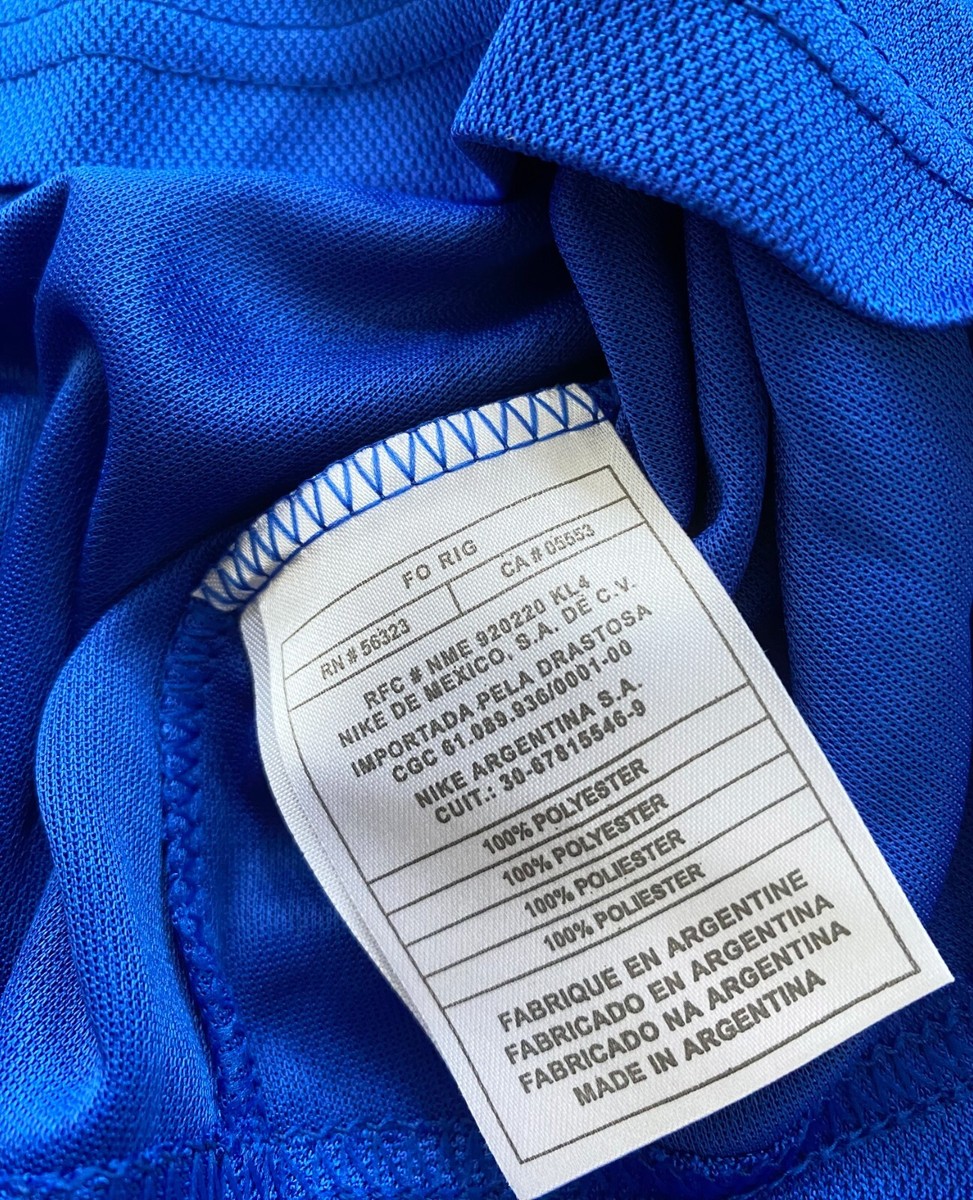 FO RIG
RN # 56323 CA # 05553
RFC # NME 920220 KL4
NIKE DE MEXICO, S.A. DE C.V.
IMPORTADA PELA DRASTOSA
CGC 61.089.936/0001-00
NIKE ARGENTINA S.A.
CUIT.: 30-67815546-9
100% POLYESTER
100% POLYESTER
100% POLIESTER
100% POLIESTER
FABRIQUE EN ARGENTINE
FABRICADO EN ARGENTINA
FABRICADO NA ARGENTINA
MADE IN ARGENTINA